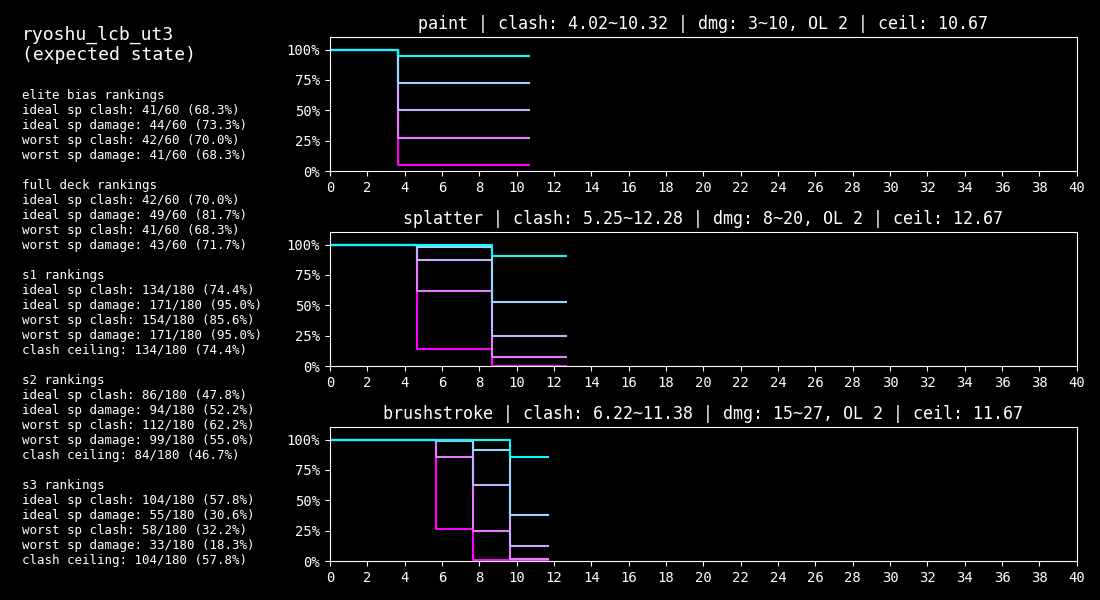 ryoshu_lcb_ut3
(expected state)
elite bias rankings
ideal sp clash: 41/60 (68.3%)
ideal sp damage: 44/60 (73.3%)
worst sp clash: 42/60 (70.0%)
worst sp damage: 41/60 (68.3%)
full deck rankings
ideal sp clash: 42/60 (70.0%)
ideal sp damage: 49/60 (81.7%)
worst sp clash: 41/60 (68.3%)
worst sp damage: 43/60 (71.7%)
s1 rankings
ideal sp clash: 134/180 (74.4%)
ideal sp damage: 171/180 (95.0%)
worst sp clash: 154/180 (85.6%)
worst sp damage: 171/180 (95.0%)
clash ceiling: 134/180 (74.4%)
s2 rankings
ideal sp clash: 86/180 (47.8%)
ideal sp damage: 94/180 (52.2%)
worst sp clash: 112/180 (62.2%)
worst sp damage: 99/180 (55.0%)
clash ceiling: 84/180 (46.7%)
s3 rankings
ideal sp clash: 104/180 (57.8%)
ideal sp damage: 55/180 (30.6%)
worst sp clash: 58/180 (32.2%)
worst sp damage: 33/180 (18.3%)
clash ceiling: 104/180 (57.8%)
paint | clash: 4.02~10.32 | dmg: 3~10, OL 2 | ceil: 10.67
100%
75%
50%
25%
0%
0 2 4 6 8 10 12 14 16 18 20 22 24 26 28 30 32 34 36 38 40
splatter | clash: 5.25~12.28 | dmg: 8~20, OL 2 | ceil: 12.67
100%
75%
50%
25%
0%
0 2 4 6 8 10 12 14 16 18 20 22 24 26 28 30 32 34 36 38 40
brushstroke | clash: 6.22~11.38 | dmg: 15~27, OL 2 | ceil: 11.67
100%
75%
50%
25%
0%
0 2 4 6 8 10 12 14 16 18 20 22 24 26 28 30 32 34 36 38 40